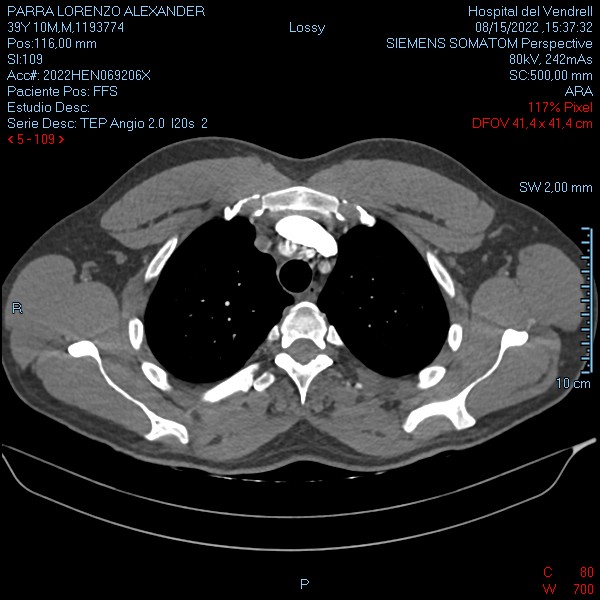 PARRA LORENZO ALEXANDER
39Y 10M,M,1193774
Pos:116,00 mm
SI:109
Acc#: 2022HEN069206X
Paciente Pos: FFS
Estudio Desc:
Serie Desc: TEP Angio 2.0 I20s 2
< 5 - 109 >
Lossy
Hospital del Vendrell
08/15/2022 ,15:37:32
SIEMENS SOMATOM Perspective
80kV, 242mAs
SC:500,00 mm
ARA
117% Pixel
DFOV 41,4 x 41,4 cm
SW 2,00 mm
R
10 cm
P
C 80
W 700